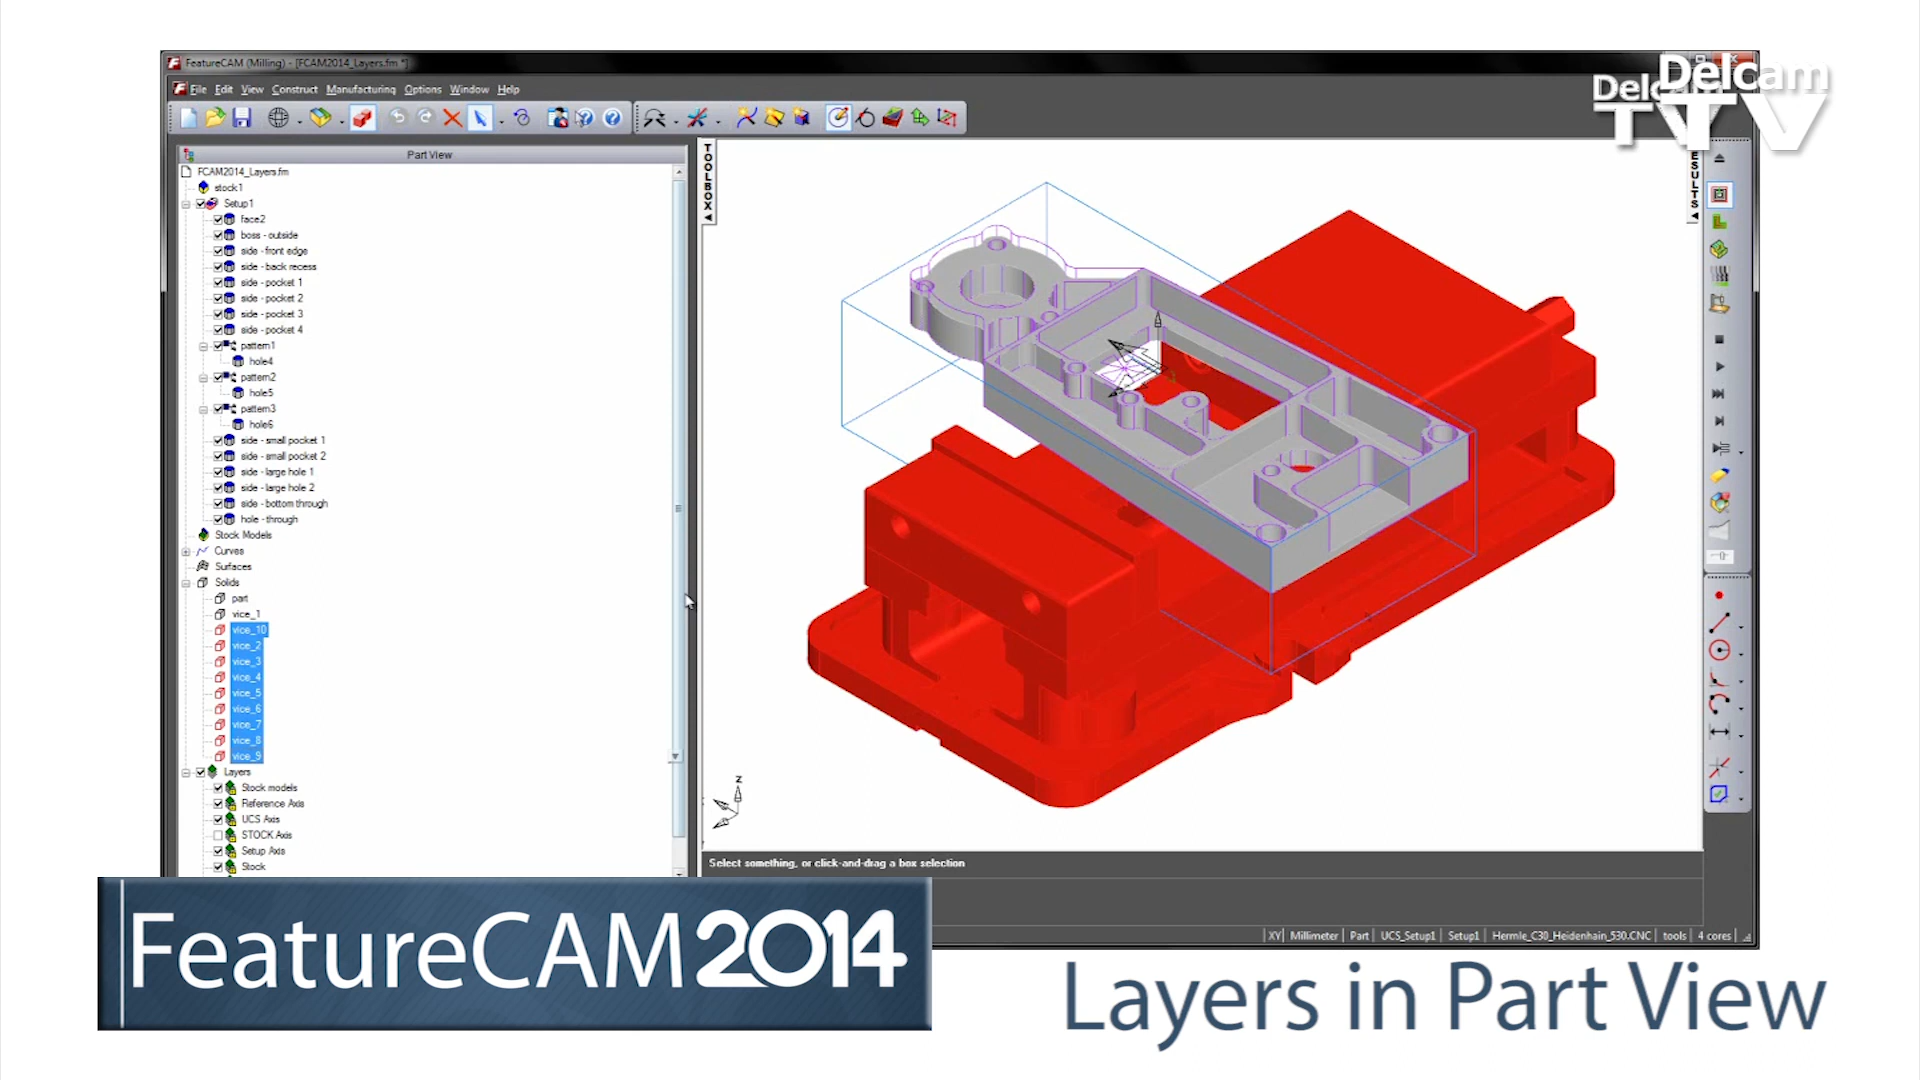 FeatureCAM (Milling) - [FCAM2014_Layers.fm *]
Delcam
TV
File Edit View Construct Manufacturing Options Window Help
Part View
TOOLBOX
FCAM2014_Layers.fm
stock1
Setup1
face2
boss - outside
side - front edge
side - back recess
side - pocket 1
side - pocket 2
side - pocket 3
side - pocket 4
pattern1
hole4
pattern2
hole5
pattern3
hole6
side - small pocket 1
side - small pocket 2
side - large hole 1
side - large hole 2
side - bottom through
hole - through
Stock Models
Curves
Surfaces
Solids
part
vice_1
vice_10
vice_2
vice_3
vice_4
vice_5
vice_6
vice_7
vice_8
vice_9
Layers
Stock models
Reference Axis
UCS Axis
STOCK Axis
Setup Axis
Stock
Z
Select something, or click-and-drag a box selection
XY Millimeter Part UCS_Setup1 Setup1 Hermle_C30_Heidenhain_530.CNC tools 4 cores
FeatureCAM 2014
Layers in Part View